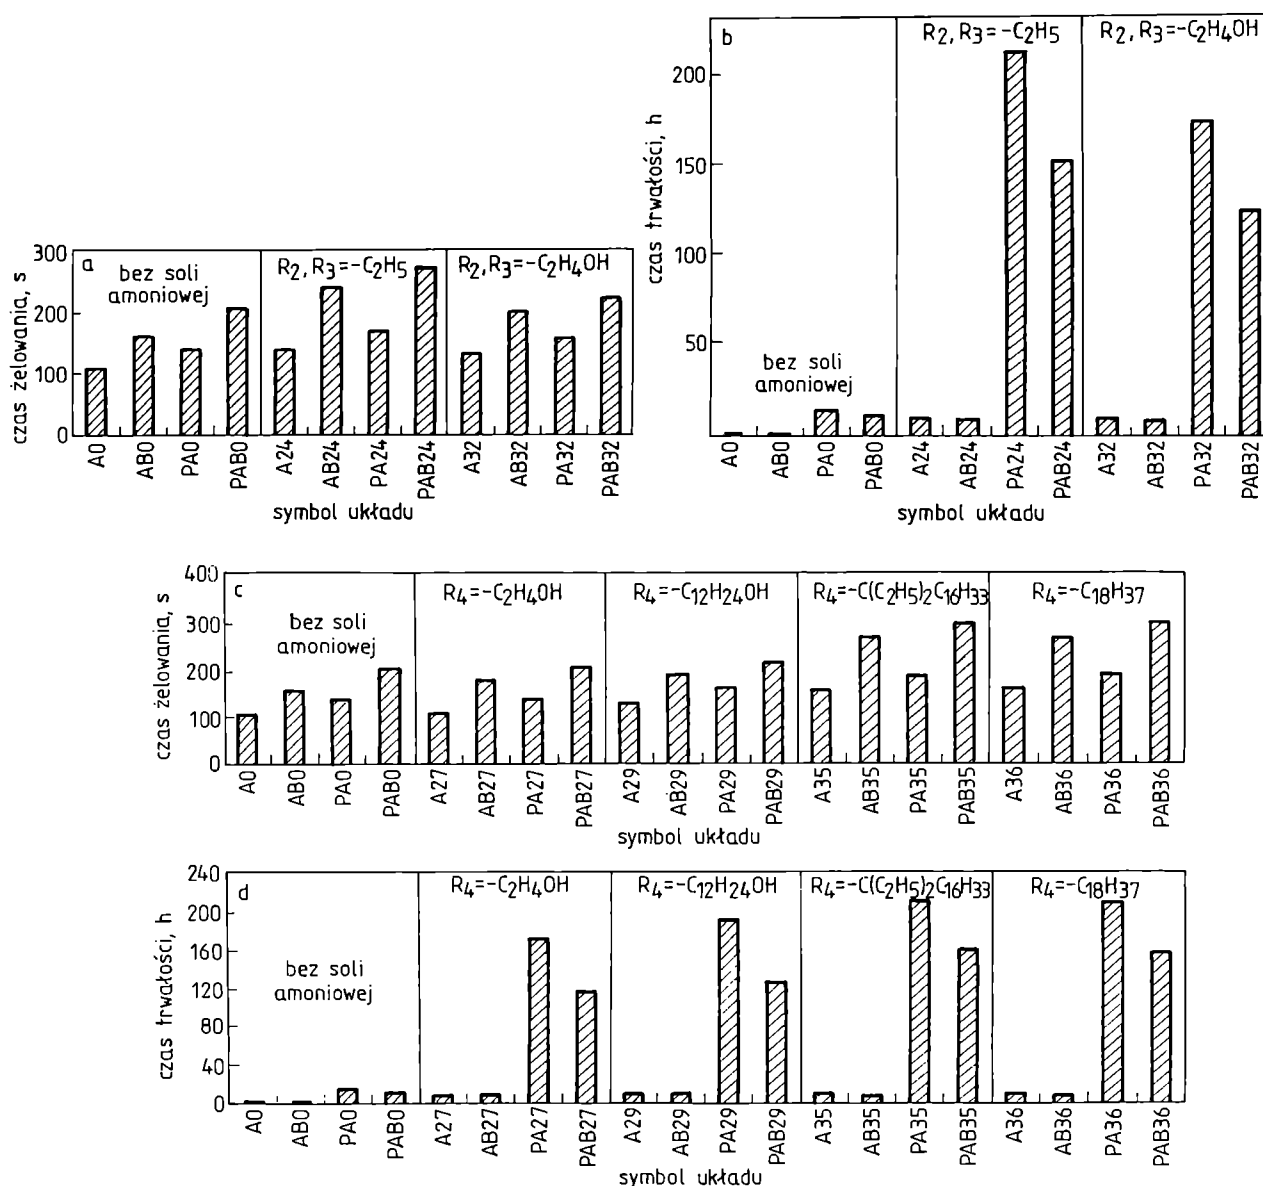 a
czas żelowania, s
300
200
100
0
bez soli
amoniowej
R2, R3=-C2H5
R2, R3=-C2H4OH
A0
AB0
PA0
PAB0
A24
AB24
PA24
PAB24
A32
AB32
PA32
PAB32
symbol układu
b
czas trwałości, h
200
150
100
50
bez soli
amoniowej
R2, R3=-C2H5
R2, R3=-C2H4OH
A0
AB0
PA0
PAB0
A24
AB24
PA24
PAB24
A32
AB32
PA32
PAB32
symbol układu
c
czas żelowania, s
400
300
200
100
0
bez soli
amoniowej
R4=-C2H4OH
R4=-C12H24OH
R4=-C(C2H5)2C16H33
R4=-C18H37
A0
AB0
PA0
PAB0
A27
AB27
PA27
PAB27
A29
AB29
PA29
PAB29
A35
AB35
PA35
PAB35
A36
AB36
PA36
PAB36
symbol układu
d
czas trwałości, h
240
200
160
120
80
40
0
bez soli
amoniowej
R4=-C2H4OH
R4=-C12H24OH
R4=-C(C2H5)2C16H33
R4=-C18H37
A0
AB0
PA0
PAB0
A27
AB27
PA27
PAB27
A29
AB29
PA29
PAB29
A35
AB35
PA35
PAB35
A36
AB36
PA36
PAB36
symbol układu